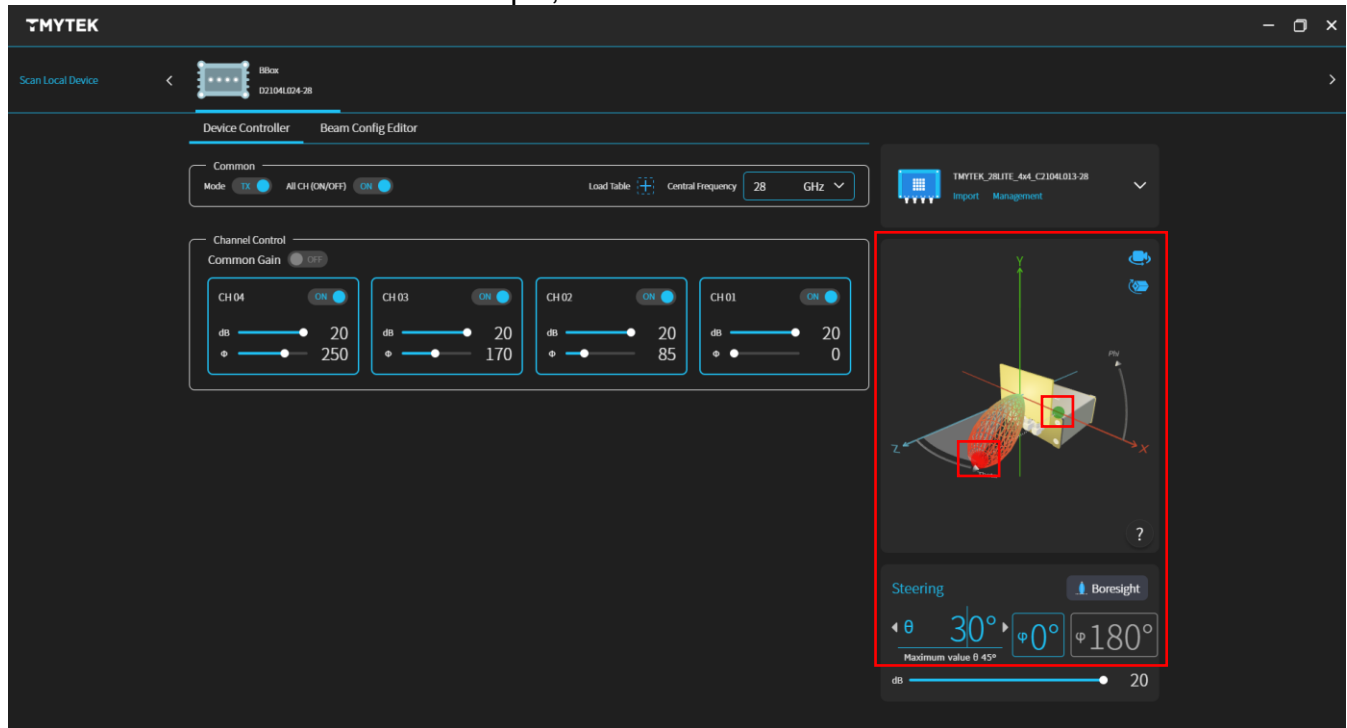 TMYTEK
Scan Local Device
BBox
D2104L024-28
Device Controller Beam Config Editor
Common
Mode TX All CH (ON/OFF) ON Load Table Central Frequency 28 GHz
TMYTEK_28LITE_4x4_C2104L013-28
Import Management
Channel Control
Common Gain OFF
CH 04 ON CH 03 ON CH 02 ON CH 01 ON
dB 20 dB 20 dB 20 dB 20
Φ 250 Φ 170 Φ 85 Φ 0
Y
Phi
Z X
?
Steering Boresight
θ 30° φ0° φ180°
Maximum value θ 45°
dB 20